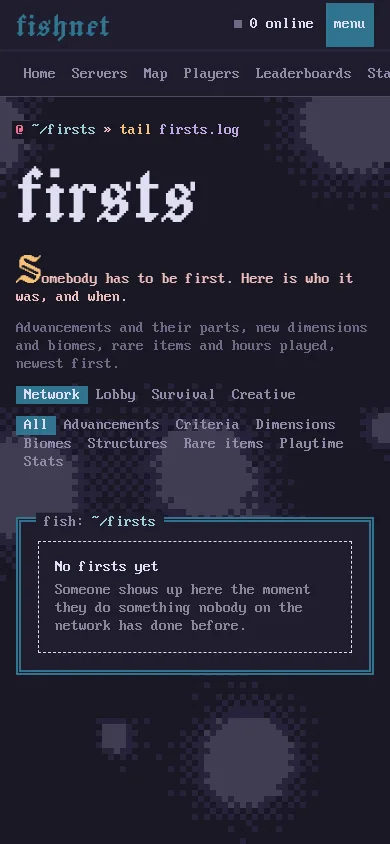 fishnet
0 online
menu
Home Servers Map Players Leaderboards Sta
@ ~/firsts » tail firsts.log
firsts
Somebody has to be first. Here is who it
was, and when.
Advancements and their parts, new dimensions
and biomes, rare items and hours played,
newest first.
Network Lobby Survival Creative
All Advancements Criteria Dimensions
Biomes Structures Rare items Playtime
Stats
fish: ~/firsts
No firsts yet
Someone shows up here the moment
they do something nobody on the
network has done before.